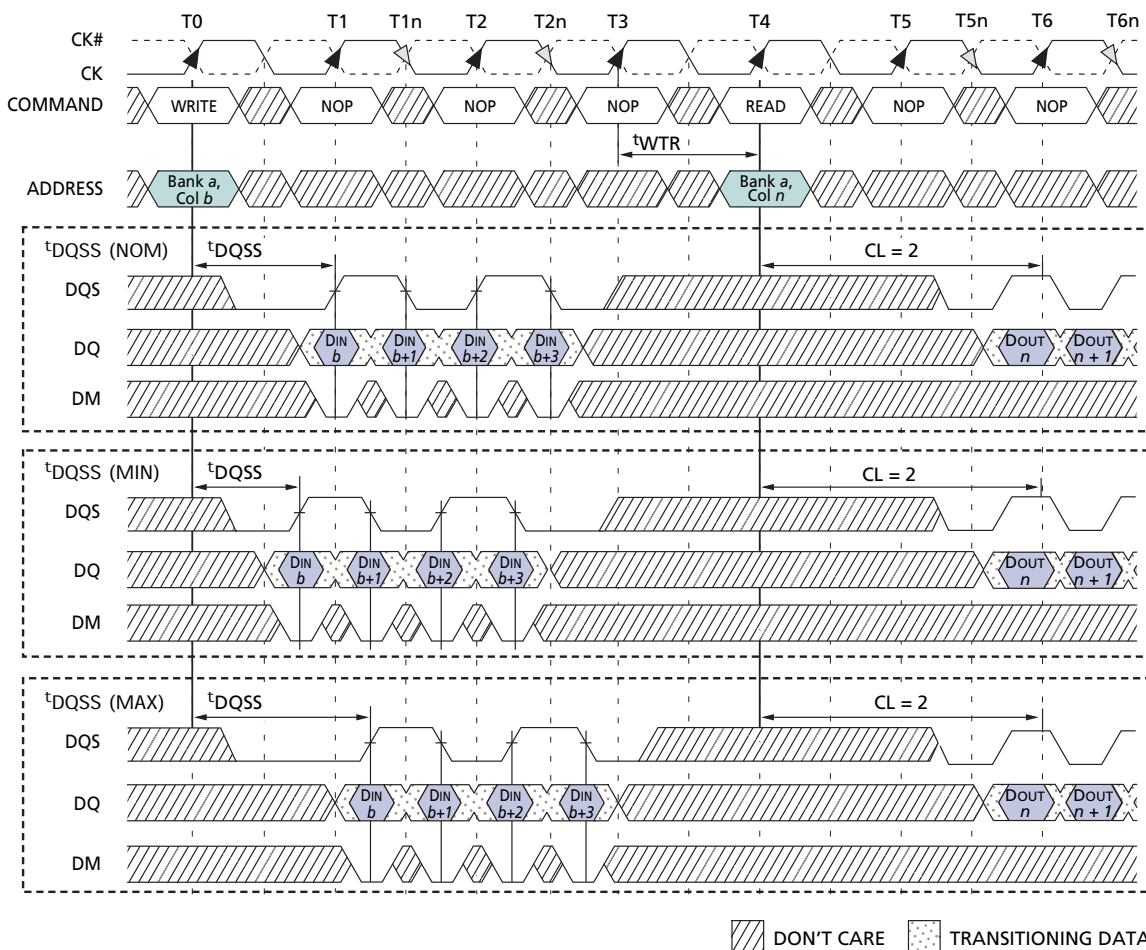 T0 T1 T1n T2 T2n T3 T4 T5 T5n T6 T6n
CK#
CK
COMMAND WRITE NOP NOP NOP READ NOP NOP
tWTR
ADDRESS Bank a, Col b Bank a, Col n
tDQSS (NOM) tDQSS CL = 2
DQS
DQ DIN b DIN b+1 DIN b+2 DIN b+3 DOUT n DOUT n + 1
DM
tDQSS (MIN) tDQSS CL = 2
DQS
DQ DIN b DIN b+1 DIN b+2 DIN b+3 DOUT n DOUT n + 1
DM
tDQSS (MAX) tDQSS CL = 2
DQS
DQ DIN b DIN b+1 DIN b+2 DIN b+3 DOUT n DOUT n + 1
DM
DON'T CARE TRANSITIONING DATA